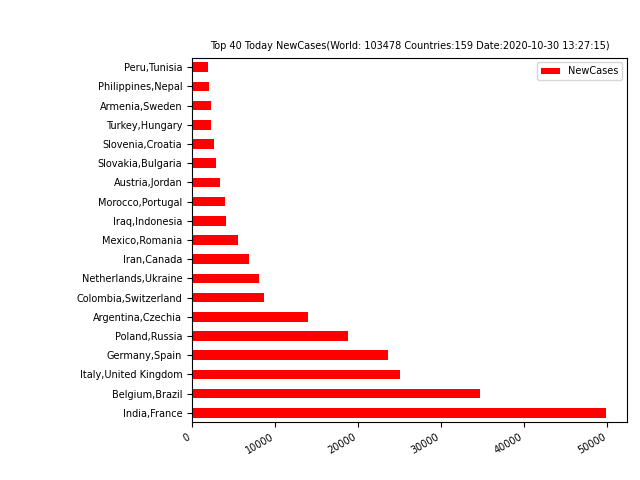 Top 40 Today NewCases(World: 103478 Countries:159 Date:2020-10-30 13:27:15)
NewCases
Peru,Tunisia
Philippines,Nepal
Armenia,Sweden
Turkey,Hungary
Slovenia,Croatia
Slovakia,Bulgaria
Austria,Jordan
Morocco,Portugal
Iraq,Indonesia
Mexico,Romania
Iran,Canada
Netherlands,Ukraine
Colombia,Switzerland
Argentina,Czechia
Poland,Russia
Germany,Spain
Italy,United Kingdom
Belgium,Brazil
India,France
0 10000 20000 30000 40000 50000